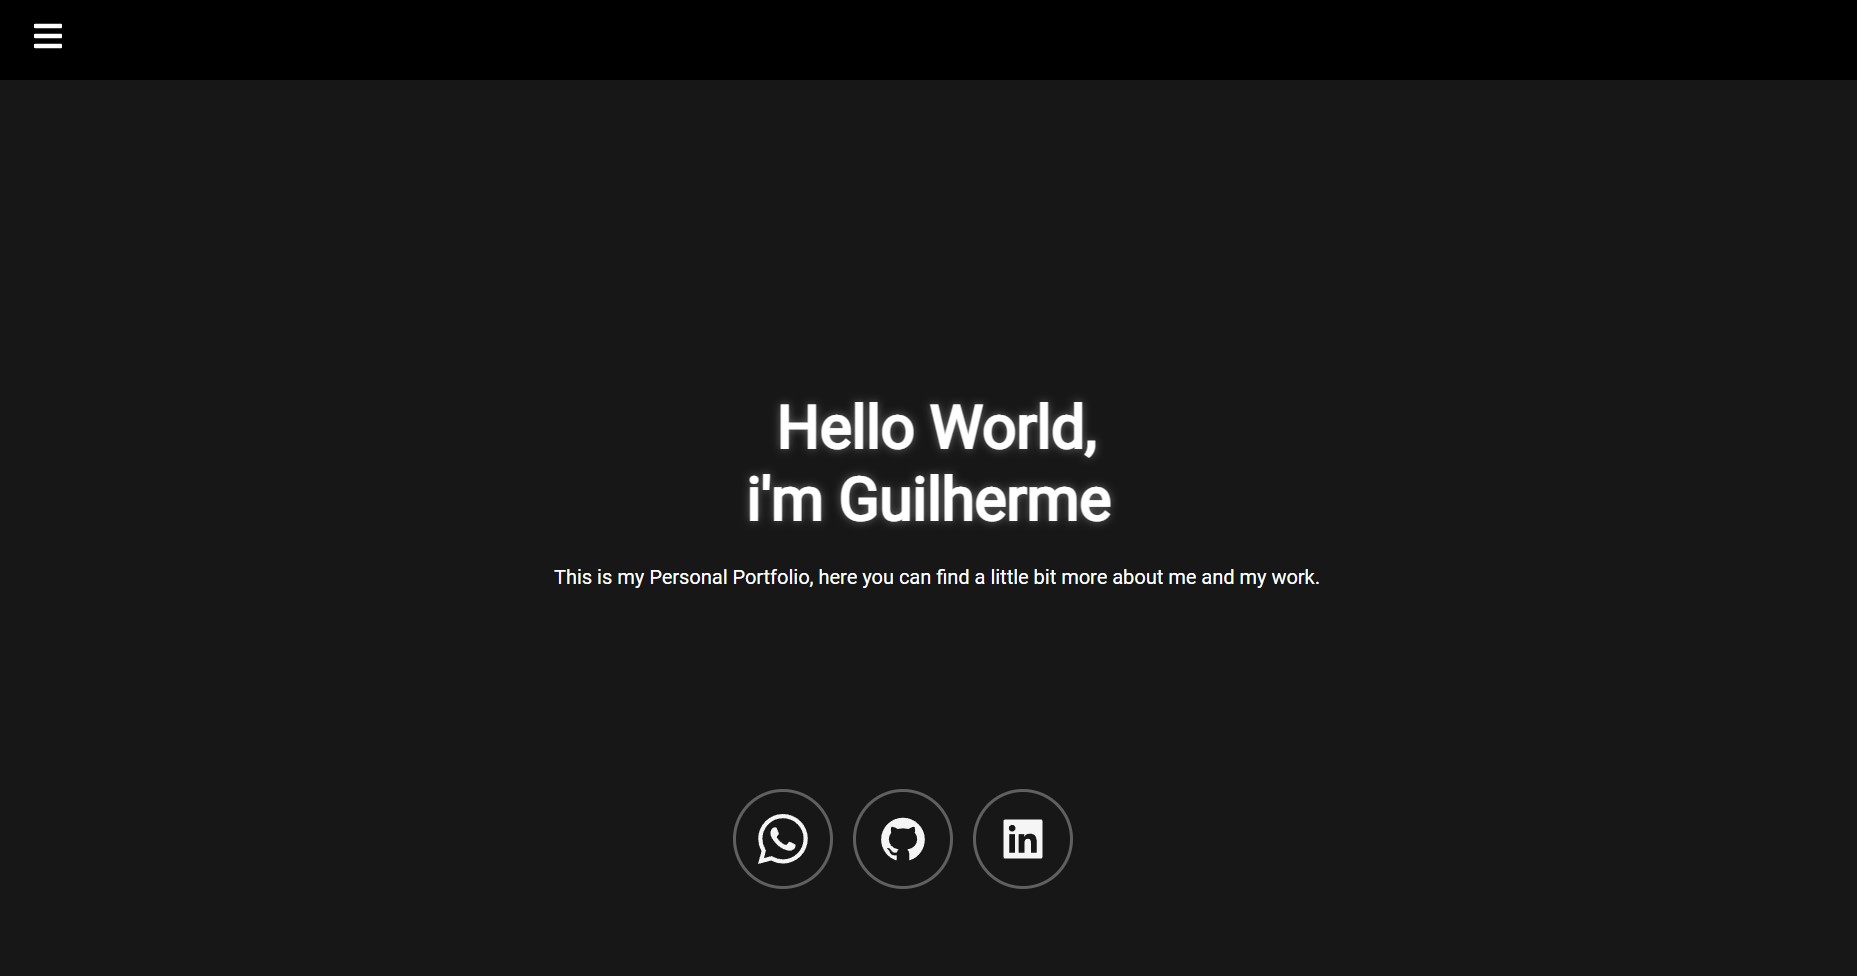 Hello World,
i'm Guilherme
This is my Personal Portfolio, here you can find a little bit more about me and my work.
in